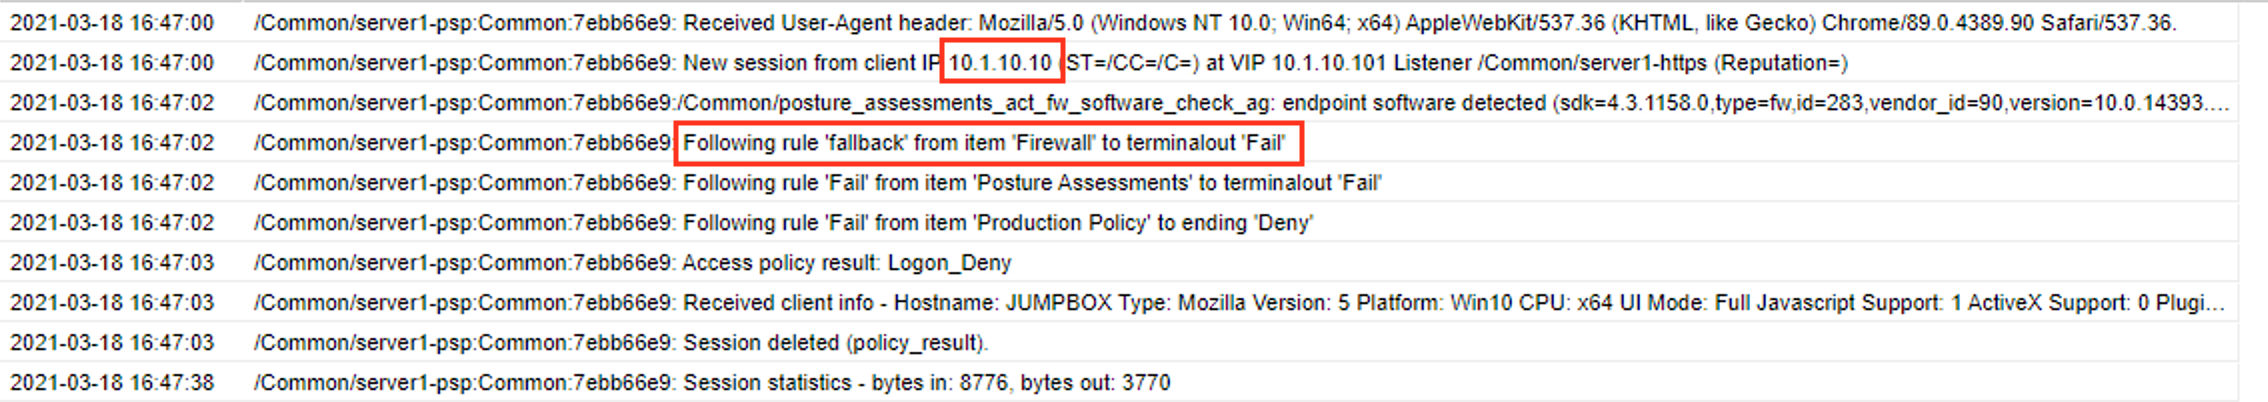 2021-03-18 16:47:00 /Common/server1-psp:Common:7ebb66e9: Received User-Agent header: Mozilla/5.0 (Windows NT 10.0; Win64; x64) AppleWebKit/537.36 (KHTML, like Gecko) Chrome/89.0.4389.90 Safari/537.36.
2021-03-18 16:47:00 /Common/server1-psp:Common:7ebb66e9: New session from client IP 10.1.10.10 (ST=/CC=/C=) at VIP 10.1.10.101 Listener /Common/server1-https (Reputation=)
2021-03-18 16:47:02 /Common/server1-psp:Common:7ebb66e9:/Common/posture_assessments_act_fw_software_check_ag: endpoint software detected (sdk=4.3.1158.0,type=fw,id=283,vendor_id=90,version=10.0.14393....
2021-03-18 16:47:02 /Common/server1-psp:Common:7ebb66e9: Following rule 'fallback' from item 'Firewall' to terminalout 'Fail'
2021-03-18 16:47:02 /Common/server1-psp:Common:7ebb66e9: Following rule 'Fail' from item 'Posture Assessments' to terminalout 'Fail'
2021-03-18 16:47:02 /Common/server1-psp:Common:7ebb66e9: Following rule 'Fail' from item 'Production Policy' to ending 'Deny'
2021-03-18 16:47:03 /Common/server1-psp:Common:7ebb66e9: Access policy result: Logon_Deny
2021-03-18 16:47:03 /Common/server1-psp:Common:7ebb66e9: Received client info - Hostname: JUMPBOX Type: Mozilla Version: 5 Platform: Win10 CPU: x64 UI Mode: Full Javascript Support: 1 ActiveX Support: 0 Plugi...
2021-03-18 16:47:03 /Common/server1-psp:Common:7ebb66e9: Session deleted (policy_result).
2021-03-18 16:47:38 /Common/server1-psp:Common:7ebb66e9: Session statistics - bytes in: 8776, bytes out: 3770